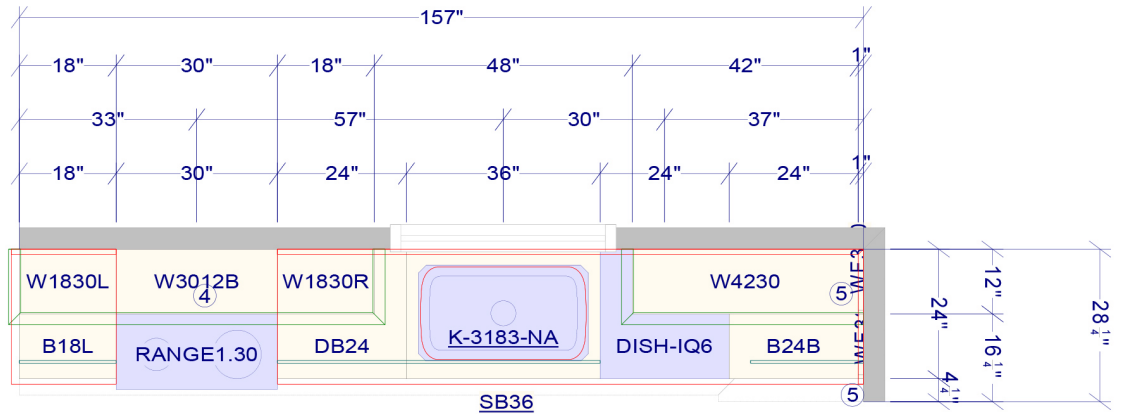 157"
18" 30" 18" 48" 42" 1"
33" 57" 30" 37"
18" 30" 24" 36" 24" 24" 1"
W1830L W3012B W1830R W4230
4 5
B18L RANGE1.30 DB24 K-3183-NA DISH-IQ6 B24B
SB36 5
24" 12" 28 1/4"
16 1/4"
4 1/4"